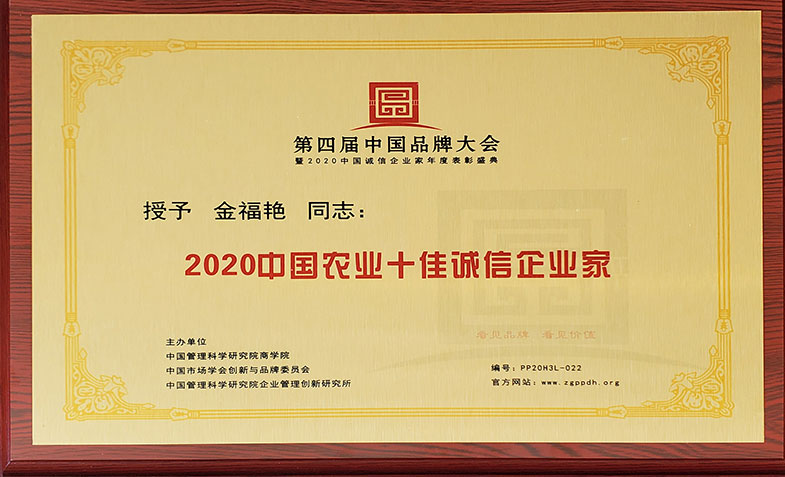 第四届中国品牌大会
暨2020中国诚信企业家年度表彰盛典
授予 金福艳 同志：
2020中国农业十佳诚信企业家
看见品牌 看见价值
主办单位
中国管理科学研究院商学院
中国市场学会创新与品牌委员会
中国管理科学研究院企业管理创新研究所
编号：PP20H3L-022
官方网站：www.zgppdh.org